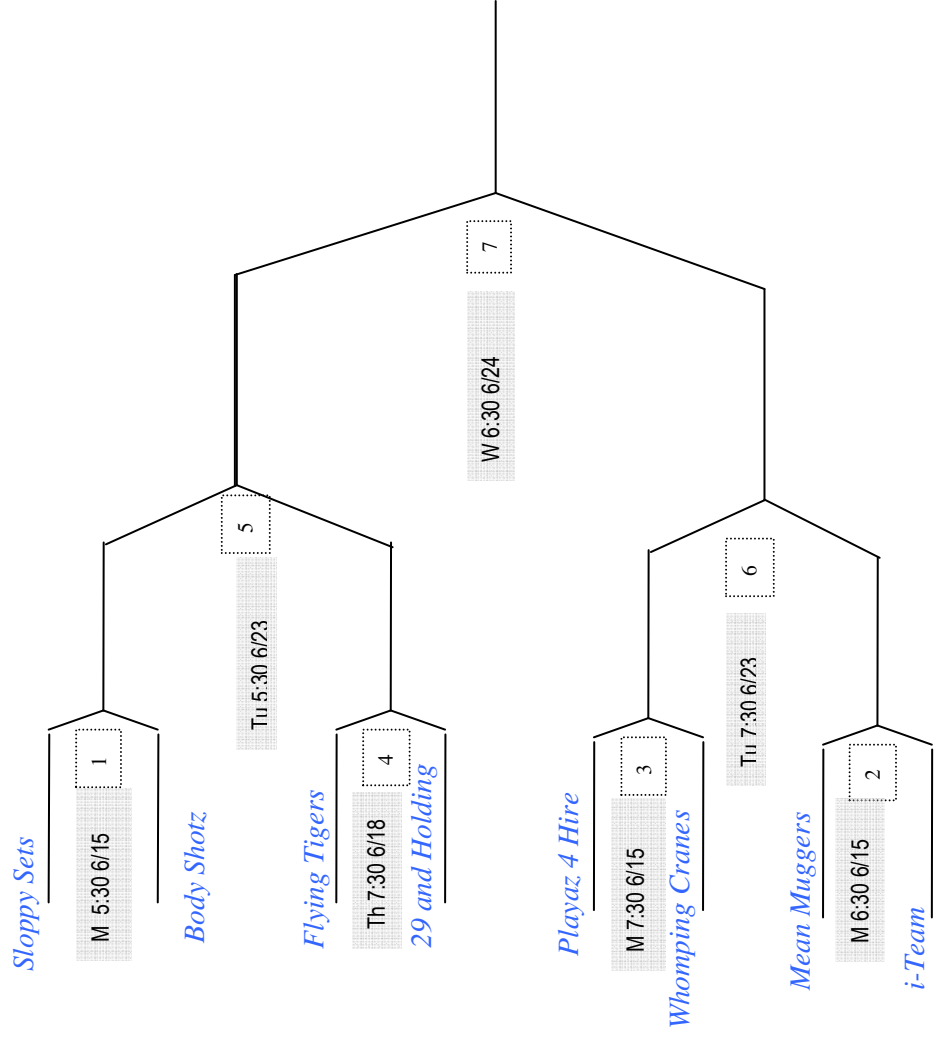 Sloppy Sets
M 5:30 6/15
1
Body Shotz
Tu 5:30 6/23
5
Flying Tigers
Th 7:30 6/18
4
29 and Holding
W 6:30 6/24
7
Playaz 4 Hire
M 7:30 6/15
3
Whomping Cranes
Tu 7:30 6/23
6
Mean Muggers
M 6:30 6/15
2
i-Team